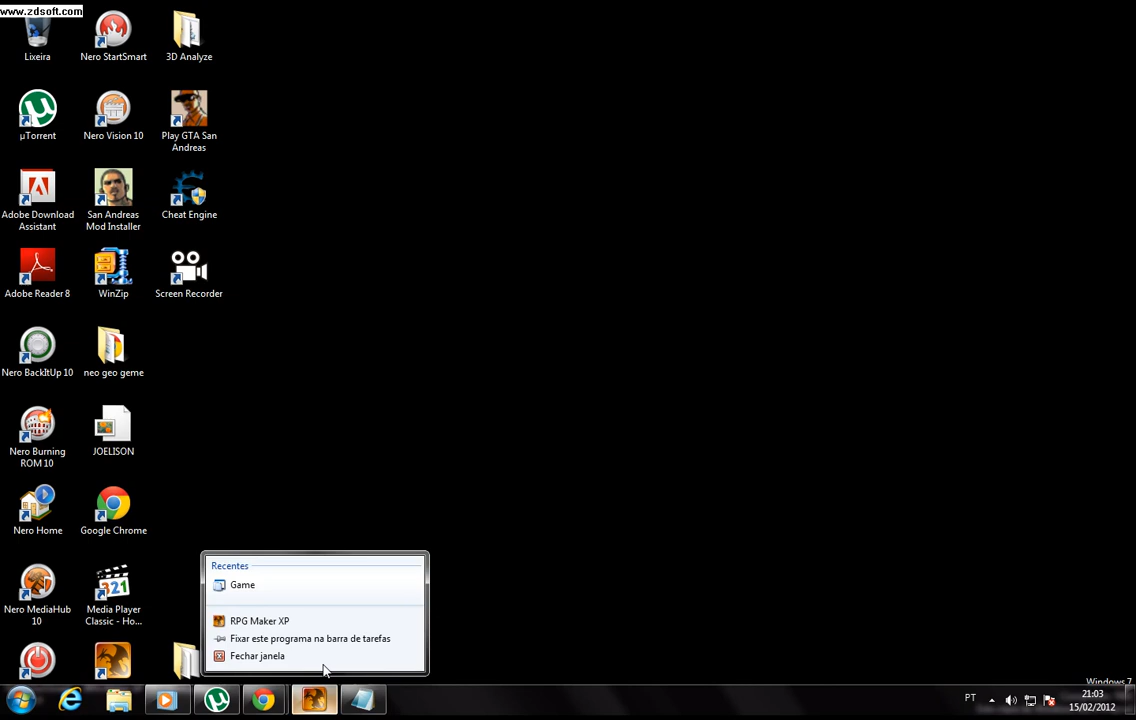 www.zdsoft.com
Lixeira
Nero StartSmart
3D Analyze
µTorrent
Nero Vision 10
Play GTA San
Andreas
Adobe Download
Assistant
San Andreas
Mod Installer
Cheat Engine
Adobe Reader 8
WinZip
Screen Recorder
Nero BackItUp 10
neo geo geme
Nero Burning
ROM 10
JOELISON
Nero Home
Google Chrome
Nero MediaHub
10
Media Player
Classic - Ho...
321
Recentes
Game
RPG Maker XP
Fixar este programa na barra de tarefas
Fechar janela
Windows 7
PT
21:03
15/02/2012